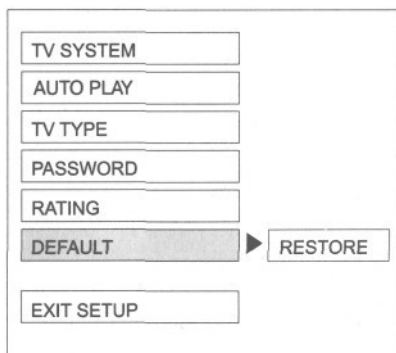 TV SYSTEM
AUTO PLAY
TV TYPE
PASSWORD
RATING
DEFAULT RESTORE
EXIT SETUP